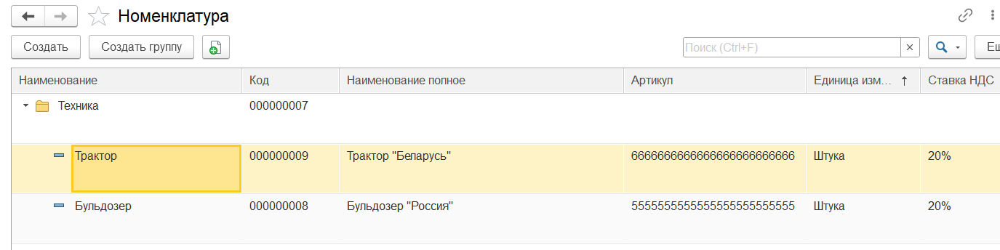 Номенклатура
Создать Создать группу Поиск (Ctrl+F) × Ещ
Наименование Код Наименование полное Артикул Единица изм... ↑ Ставка НДС
Техника 000000007
Трактор 000000009 Трактор "Беларусь" 6666666666666666666666666 Штука 20%
Бульдозер 000000008 Бульдозер "Россия" 5555555555555555555555555 Штука 20%